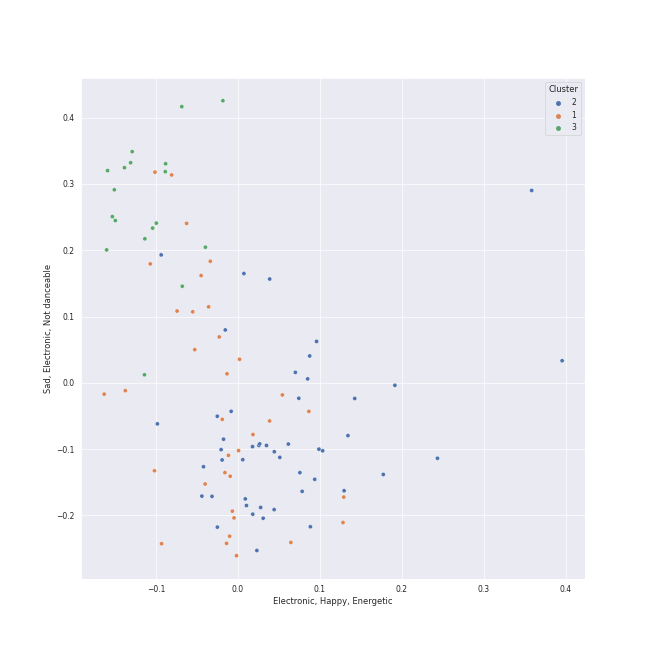 Cluster
2
1
3
0.4
0.3
0.2
0.1
0.0
−0.1
−0.2
Sad, Electronic, Not danceable
−0.1 0.0 0.1 0.2 0.3 0.4
Electronic, Happy, Energetic